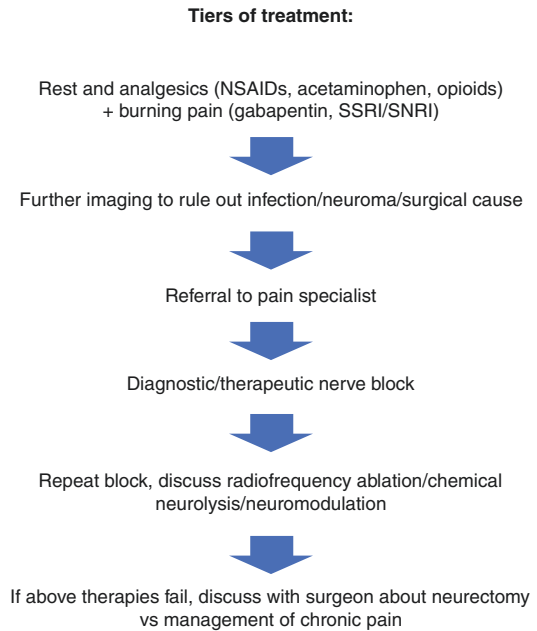 Tiers of treatment:
Rest and analgesics (NSAIDs, acetaminophen, opioids)
+ burning pain (gabapentin, SSRI/SNRI)
Further imaging to rule out infection/neuroma/surgical cause
Referral to pain specialist
Diagnostic/therapeutic nerve block
Repeat block, discuss radiofrequency ablation/chemical
neurolysis/neuromodulation
If above therapies fail, discuss with surgeon about neurectomy
vs management of chronic pain